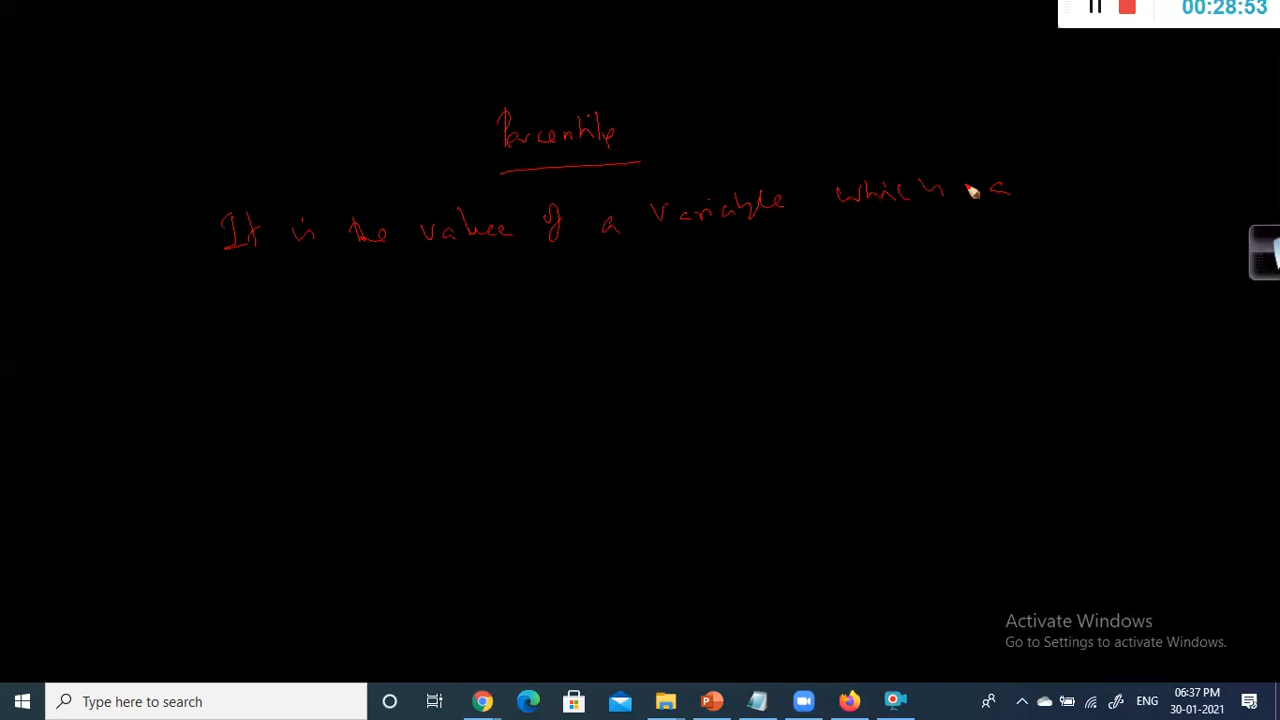 00:28:53
Percentile
It is the value of a variable which
Activate Windows
Go to Settings to activate Windows.
Type here to search
ENG
06:37 PM
30-01-2021